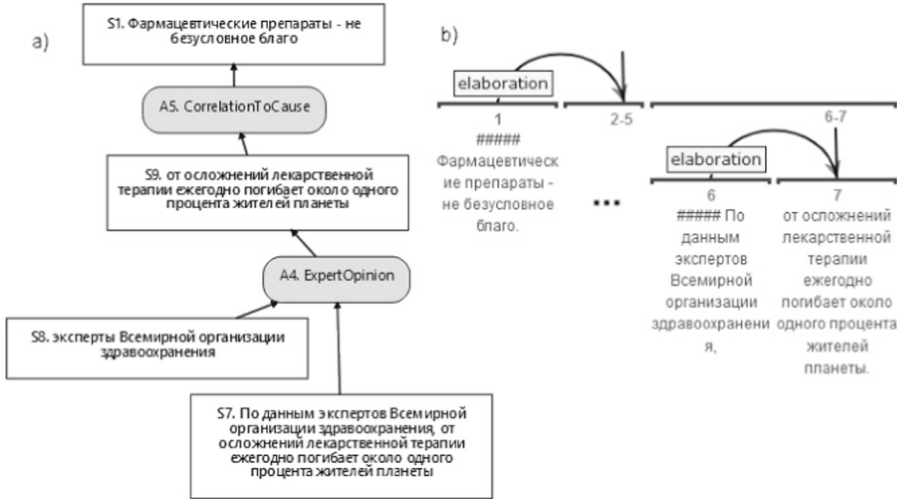 a)
S1. Фармацевтические препараты - не
безусловное благо
A5. CorrelationToCause
S9. от осложнений лекарственной
терапии ежегодно погибает около одного
процента жителей планеты
A4. ExpertOpinion
S8. эксперты Всемирной организации
здравоохранения
S7. По данным экспертов Всемирной
организации здравоохранения, от
осложнений лекарственной терапии
ежегодно погибает около одного
процента жителей планеты
b)
elaboration
1
2-5
6-7
#####
Фармацевтическ
ие препараты -
не безусловное
благо.
...
elaboration
6
7
##### По
данным
экспертов
Всемирной
организации
здравоохранени
я,
от осложнений
лекарственной
терапии
ежегодно
погибает около
одного процента
жителей
планеты.